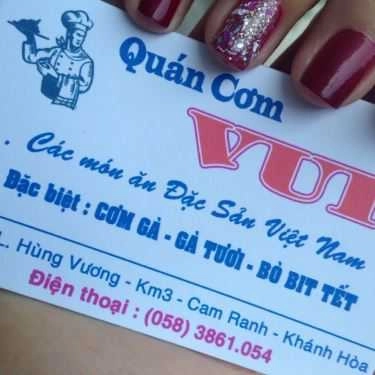 Quán Cơm
VUI
. Các món ăn Đặc Sản Việt Nam
Đặc biệt : CƠM GÀ - GÀ TƯƠI - BÒ BIT TẾT
L. Hùng Vương - Km3 - Cam Ranh - Khánh Hòa
Điện thoại : (058) 3861.054